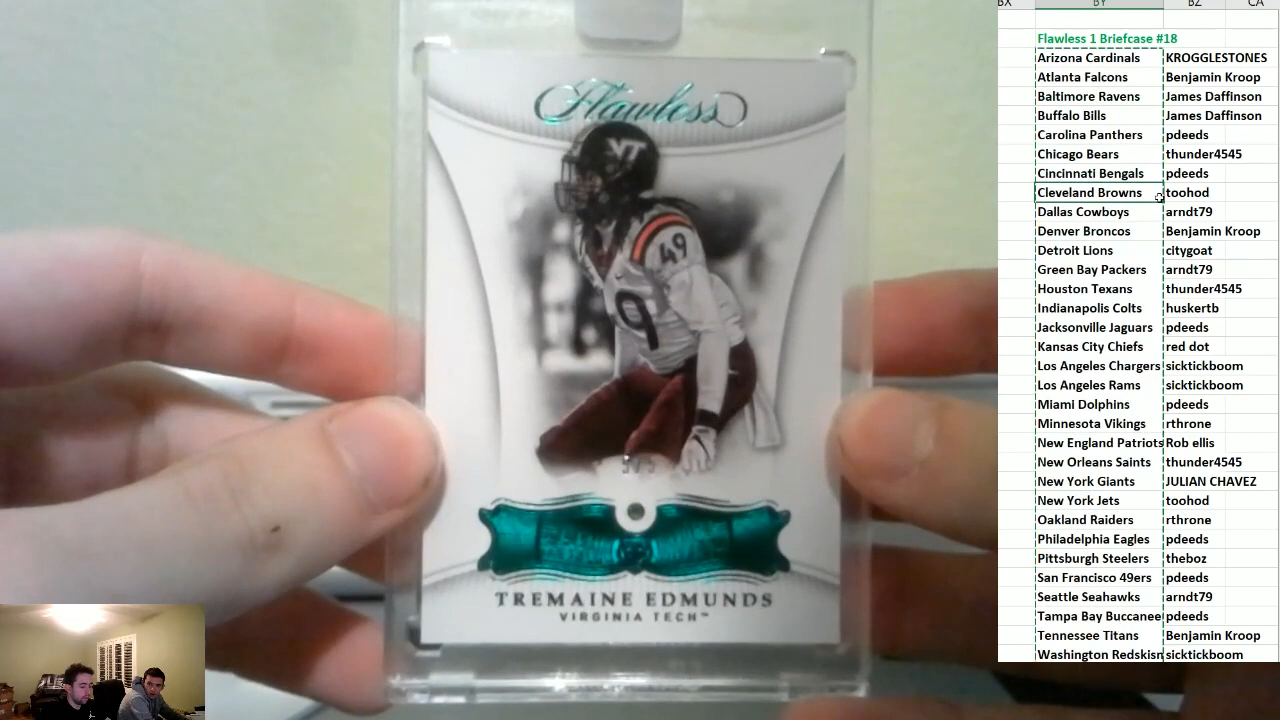 Flawless
VT
49
9
5/5
TREMAINE EDMUNDS
VIRGINIA TECH™
BX BY BZ CA
Flawless 1 Briefcase #18
Arizona Cardinals KROGGLESTONES
Atlanta Falcons Benjamin Kroop
Baltimore Ravens James Daffinson
Buffalo Bills James Daffinson
Carolina Panthers pdeeds
Chicago Bears thunder4545
Cincinnati Bengals pdeeds
Cleveland Browns toohod
Dallas Cowboys arndt79
Denver Broncos Benjamin Kroop
Detroit Lions citygoat
Green Bay Packers arndt79
Houston Texans thunder4545
Indianapolis Colts huskertb
Jacksonville Jaguars pdeeds
Kansas City Chiefs red dot
Los Angeles Chargers sicktickboom
Los Angeles Rams sicktickboom
Miami Dolphins pdeeds
Minnesota Vikings rthrone
New England Patriots Rob ellis
New Orleans Saints thunder4545
New York Giants JULIAN CHAVEZ
New York Jets toohod
Oakland Raiders rthrone
Philadelphia Eagles pdeeds
Pittsburgh Steelers theboz
San Francisco 49ers pdeeds
Seattle Seahawks arndt79
Tampa Bay Buccanee pdeeds
Tennessee Titans Benjamin Kroop
Washington Redskisn sicktickboom